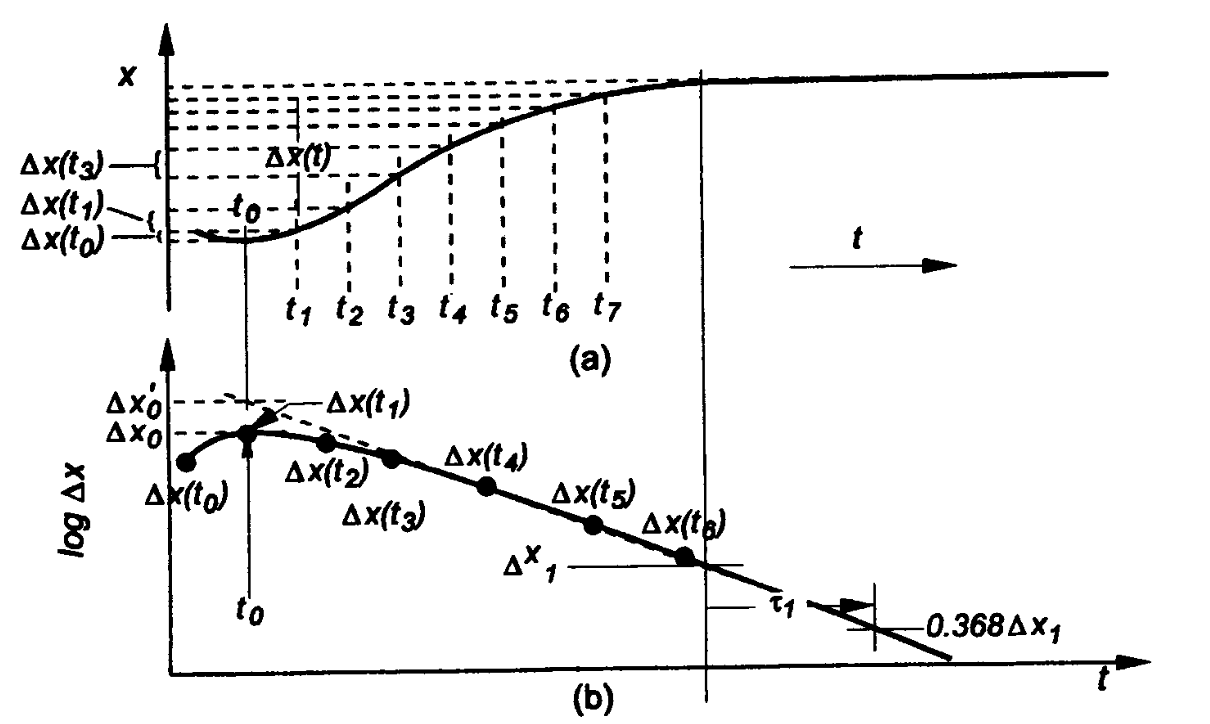 x
Δx(t)
Δx(t3)
Δx(t1)
t0
Δx(t0)
t
t1 t2 t3 t4 t5 t6 t7
(a)
Δx'0
Δx(t1)
Δx0
Δx(t4)
Δx(t2)
Δx(t0)
Δx(t5)
Δx(t3)
Δx(t6)
log Δx
Δx1
τ1
t0
0.368Δx1
t
(b)